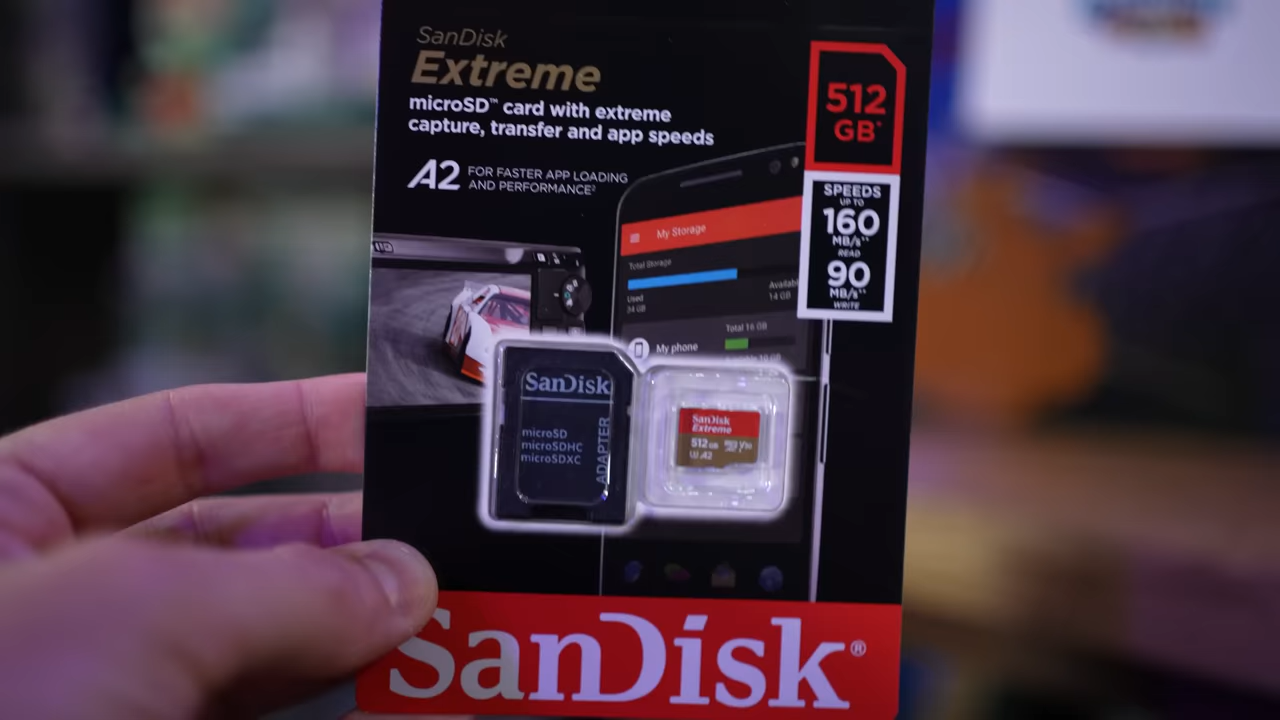 SanDisk
Extreme
microSD™ card with extreme
capture, transfer and app speeds
A2 FOR FASTER APP LOADING
AND PERFORMANCE²
512
GB*
SPEEDS
UP TO
160
MB/s**
READ
90
MB/s**
WRITE
My Storage
Total Storage
Used
34 GB
14 GB
Total 16 GB
My phone
SanDisk
microSD
microSDHC
microSDXC
ADAPTER
SanDisk
Extreme
512 GB
A2
SanDisk®